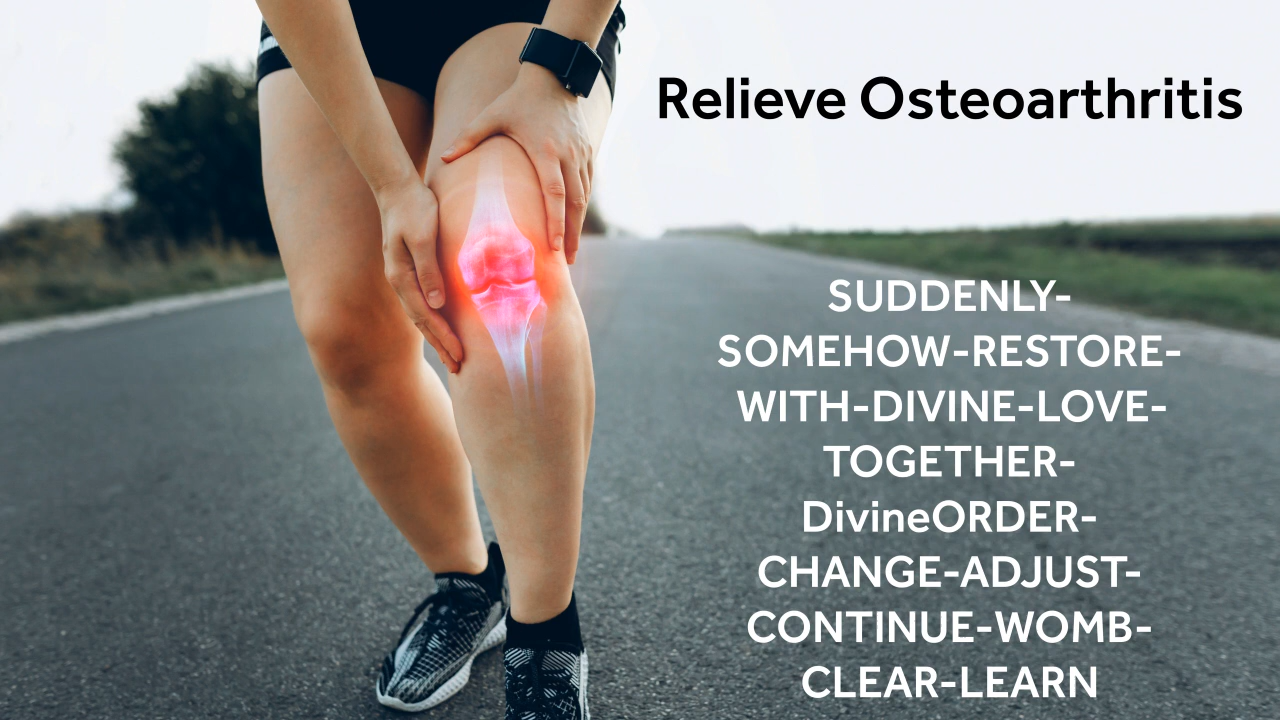 Relieve Osteoarthritis
SUDDENLY-
SOMEHOW-RESTORE-
WITH-DIVINE-LOVE-
TOGETHER-
DivineORDER-
CHANGE-ADJUST-
CONTINUE-WOMB-
CLEAR-LEARN